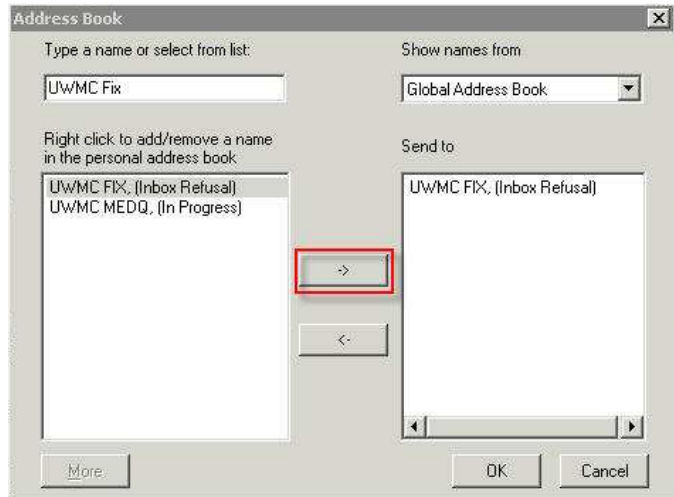 Address Book
Type a name or select from list:
Show names from
UWMC Fix
Global Address Book
Right click to add/remove a name
in the personal address book
Send to
UWMC FIX, (Inbox Refusal)
UWMC MEDQ, (In Progress)
UWMC FIX, (Inbox Refusal)
->
<-
More
OK
Cancel